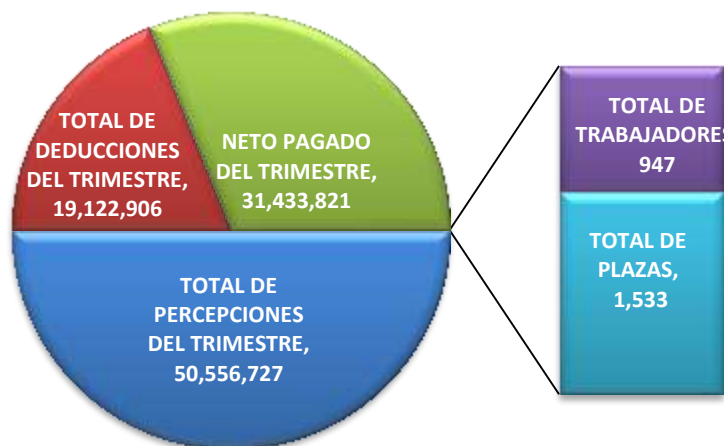 TOTAL DE
DEDUCCIONES
DEL TRIMESTRE,
19,122,906
NETO PAGADO
DEL TRIMESTRE,
31,433,821
TOTAL DE
PERCEPCIONES
DEL TRIMESTRE,
50,556,727
TOTAL DE
TRABAJADORES
947
TOTAL DE
PLAZAS,
1,533